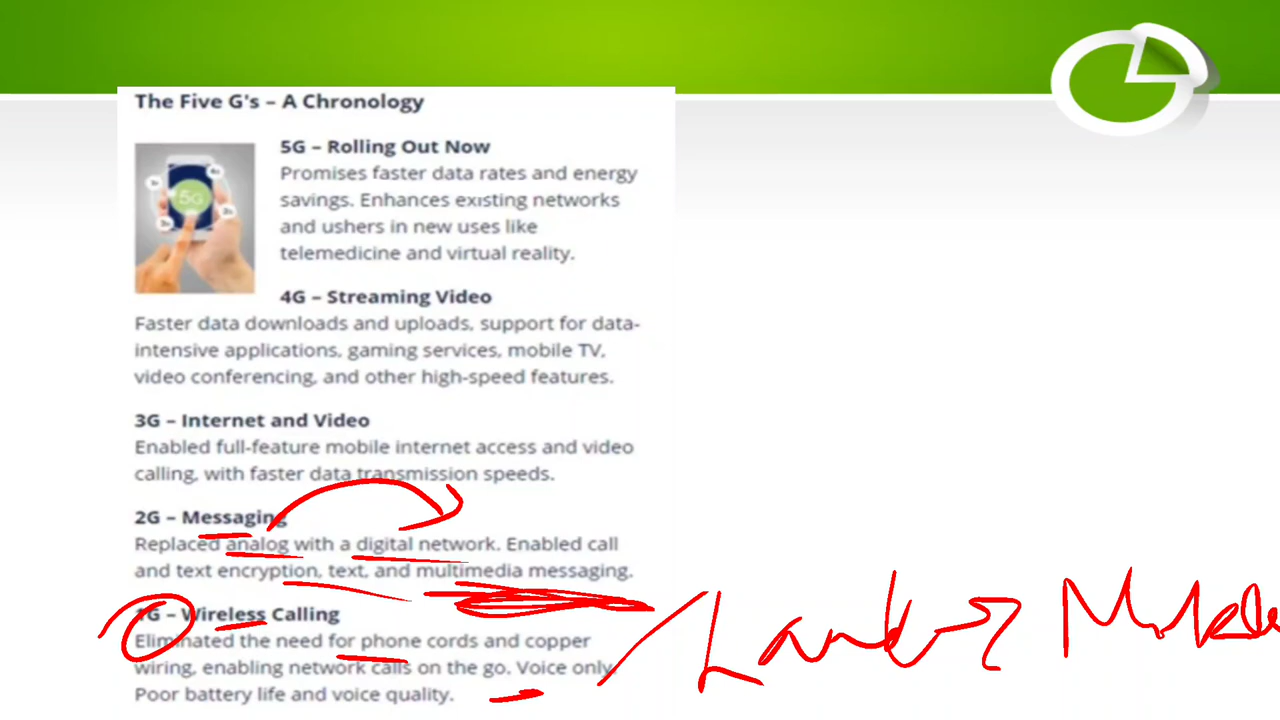 The Five G's – A Chronology
5G – Rolling Out Now
Promises faster data rates and energy
savings. Enhances existing networks
and ushers in new uses like
telemedicine and virtual reality.
5G
4G – Streaming Video
Faster data downloads and uploads, support for data-
intensive applications, gaming services, mobile TV,
video conferencing, and other high-speed features.
3G – Internet and Video
Enabled full-feature mobile internet access and video
calling, with faster data transmission speeds.
2G – Messaging
Replaced analog with a digital network. Enabled call
and text encryption, text, and multimedia messaging.
1G – Wireless Calling
Eliminated the need for phone cords and copper
wiring, enabling network calls on the go. Voice only.
Poor battery life and voice quality.